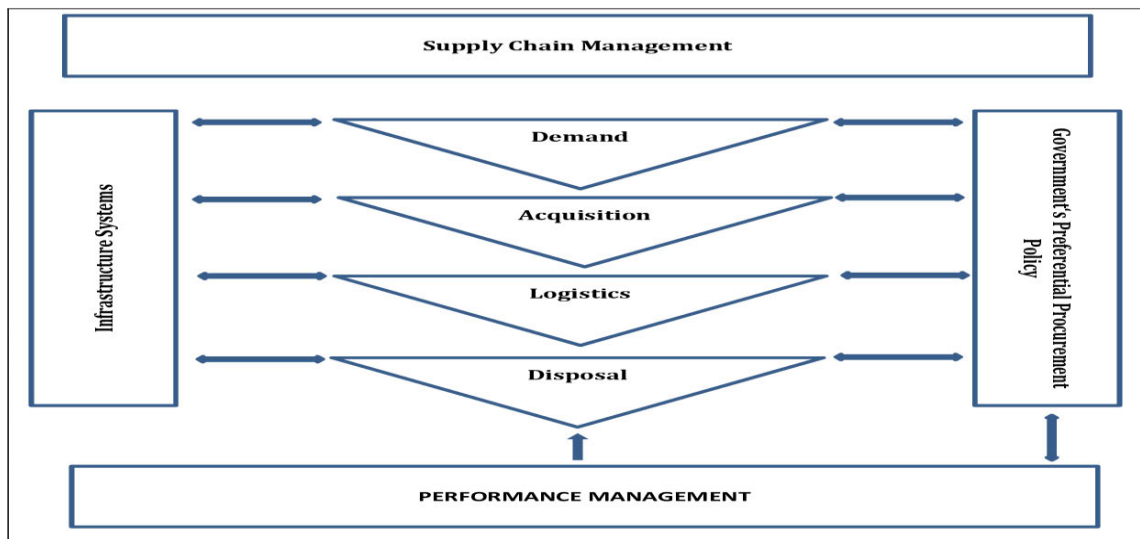 Supply Chain Management
Infrastructure Systems
Demand
Acquisition
Logistics
Disposal
Government's Preferential Procurement
Policy
PERFORMANCE MANAGEMENT